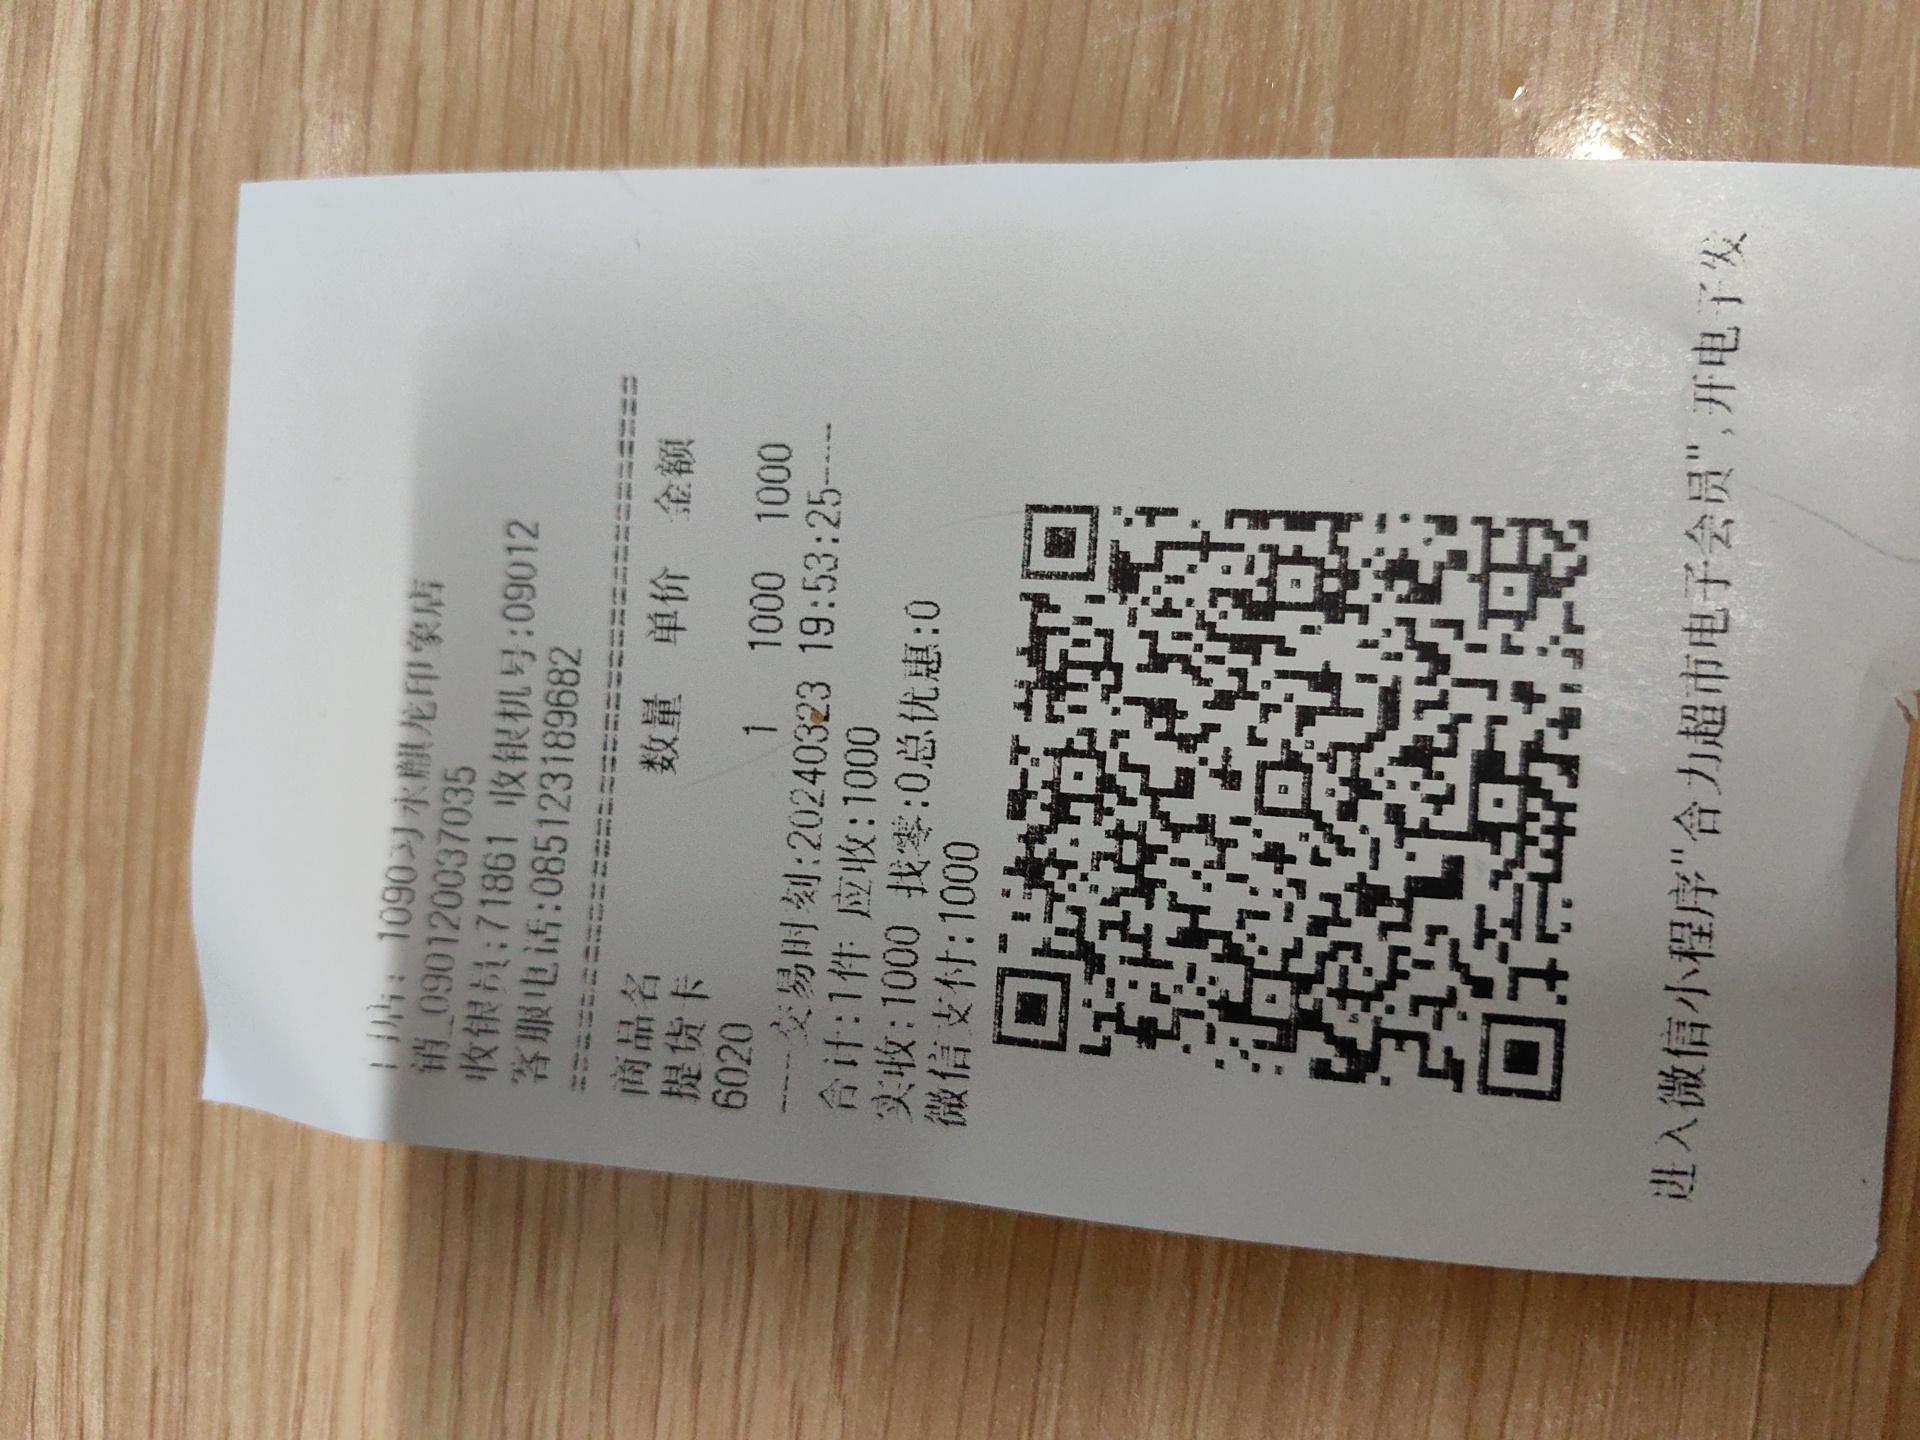 门店: 1090习水麒龙印象店
销_090120037035
收银员:71861 收银机号:09012
客服电话:085123189682
==========================================
商品名 数量 单价 金额
提货卡
6020 1 1000 1000
----交易时刻:20240323 19:53:25----
合计:1件 应收:1000
实收:1000 找零:0总优惠:0
微信支付:1000
进入微信小程序"合力超市电子会员",开电子发